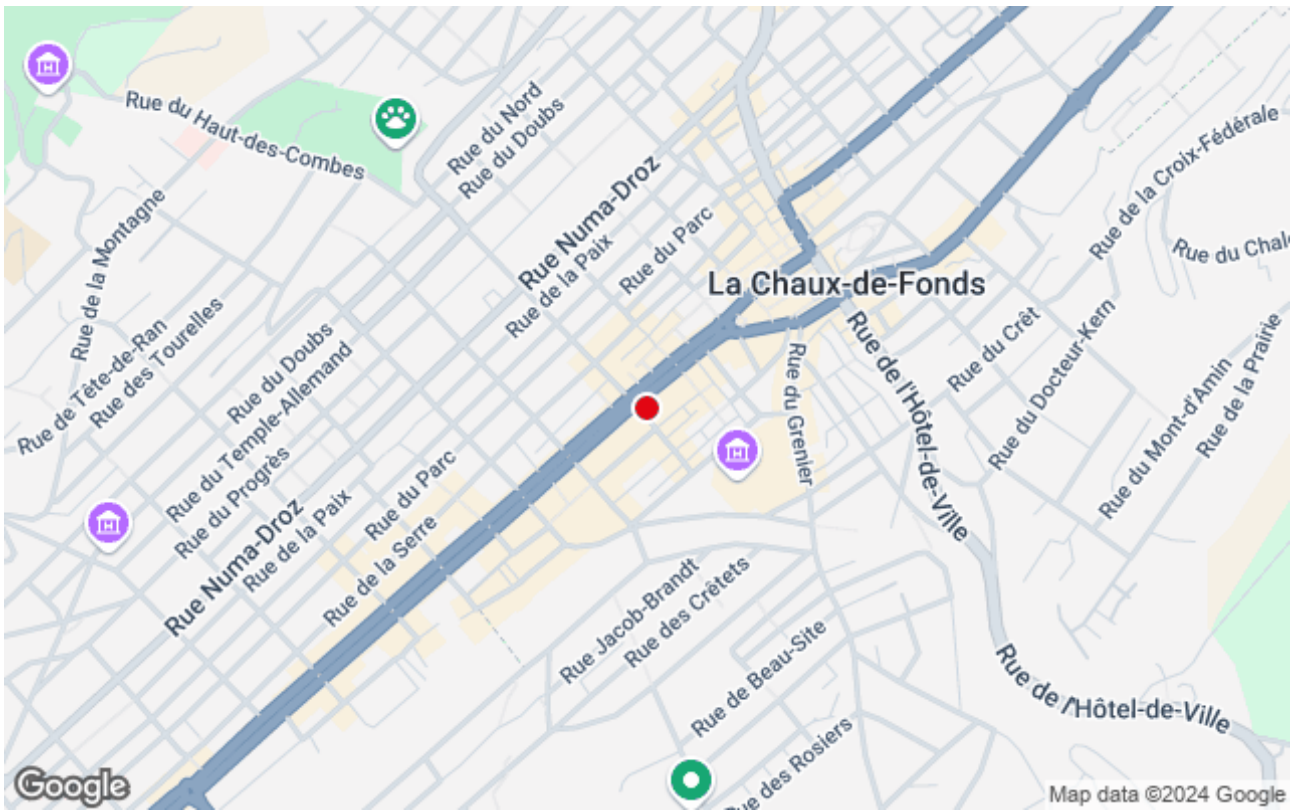 Rue du Haut-des-Combes
Rue du Nord
Rue du Doubs
Rue de la Croix-Fédérale
Rue Numa-Droz
Rue de la Montagne
Rue du Parc
Rue de la Paix
Rue du Chale
La Chaux-de-Fonds
Rue de Tête-de-Ran
Rue des Tourelles
Rue du Doubs
Rue du Temple-Allemand
Rue du Progrès
Rue du Crêt
Rue du Docteur-Kern
Rue du Mont-d'Amin
Rue de la Prairie
Rue du Grenier
Rue de l'Hôtel-de-Ville
Rue du Parc
Rue de la Paix
Rue Numa-Droz
Rue de la Serre
Rue Jacob-Brandt
Rue des Crêtets
Rue de Beau-Site
Rue des Rosiers
Rue de l'Hôtel-de-Ville
Google
Map data ©2024 Google